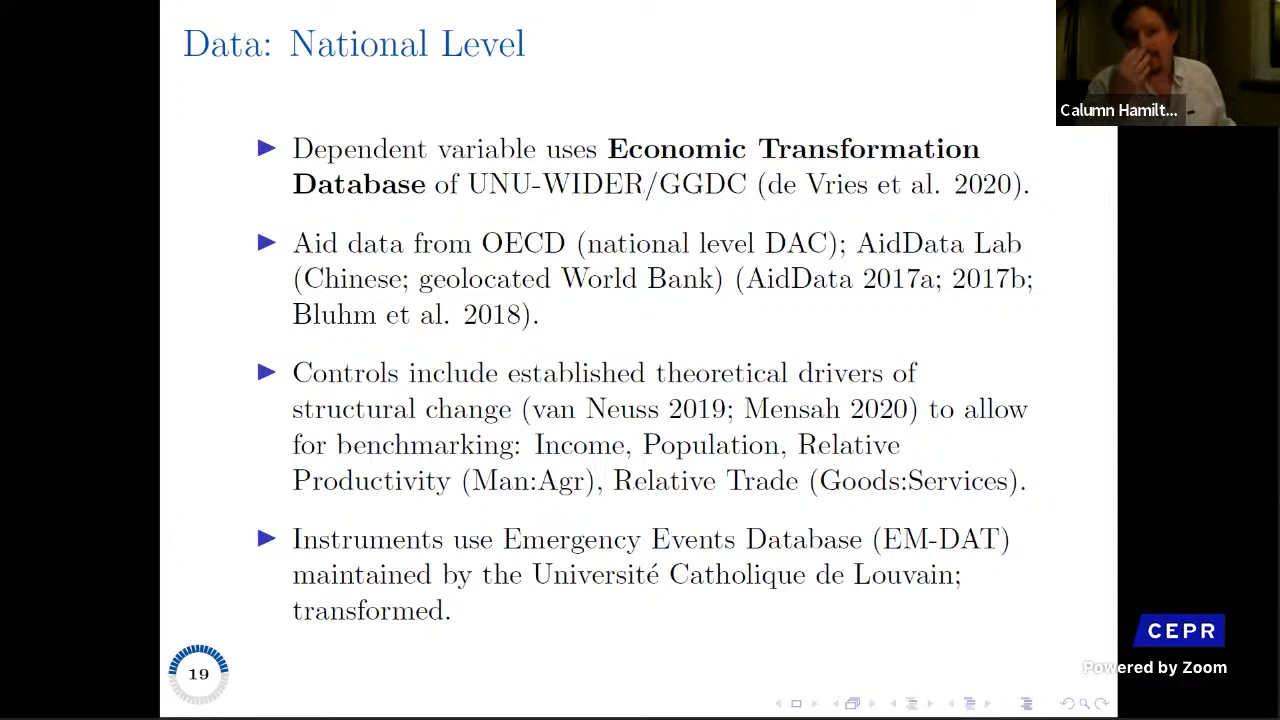 Data: National Level
Calumn Hamilt...
Dependent variable uses Economic Transformation
Database of UNU-WIDER/GGDC (de Vries et al. 2020).
Aid data from OECD (national level DAC); AidData Lab
(Chinese; geolocated World Bank) (AidData 2017a; 2017b;
Bluhm et al. 2018).
Controls include established theoretical drivers of
structural change (van Neuss 2019; Mensah 2020) to allow
for benchmarking: Income, Population, Relative
Productivity (Man:Agr), Relative Trade (Goods:Services).
Instruments use Emergency Events Database (EM-DAT)
maintained by the Université Catholique de Louvain;
transformed.
19
CEPR
Powered by Zoom